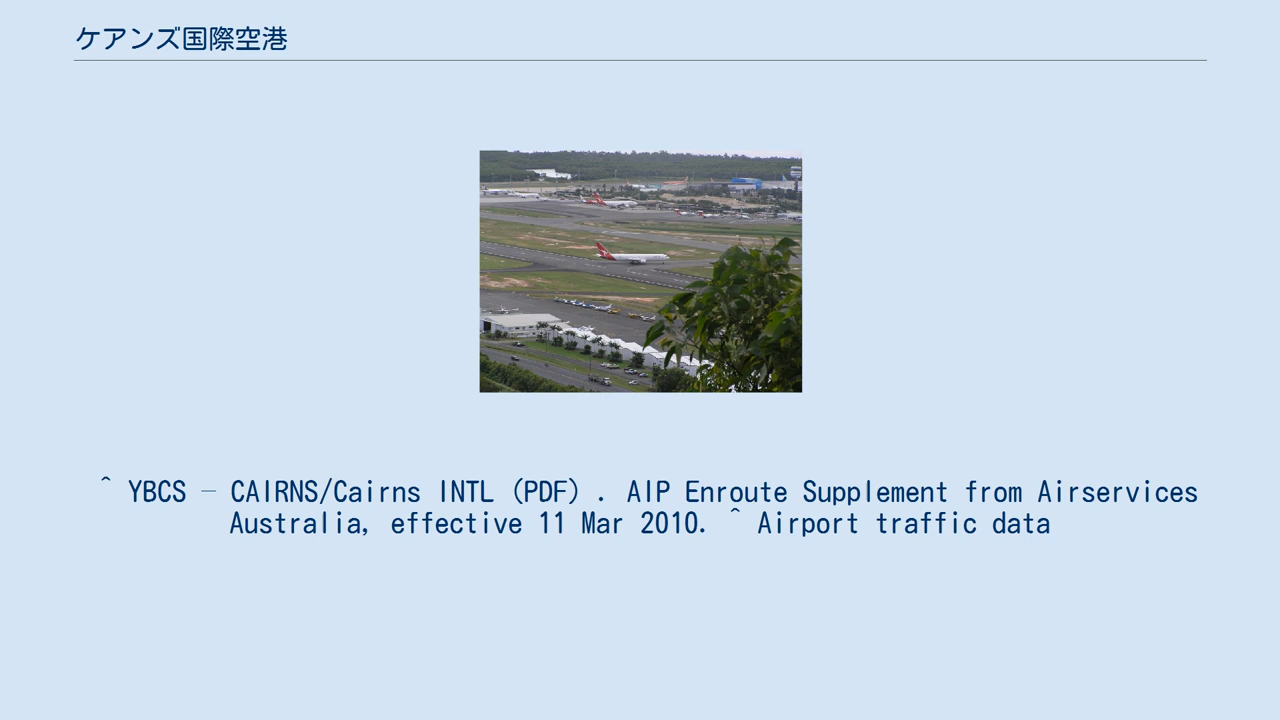 ケアンズ国際空港
^ YBCS – CAIRNS/Cairns INTL (PDF) . AIP Enroute Supplement from Airservices
Australia, effective 11 Mar 2010. ^ Airport traffic data